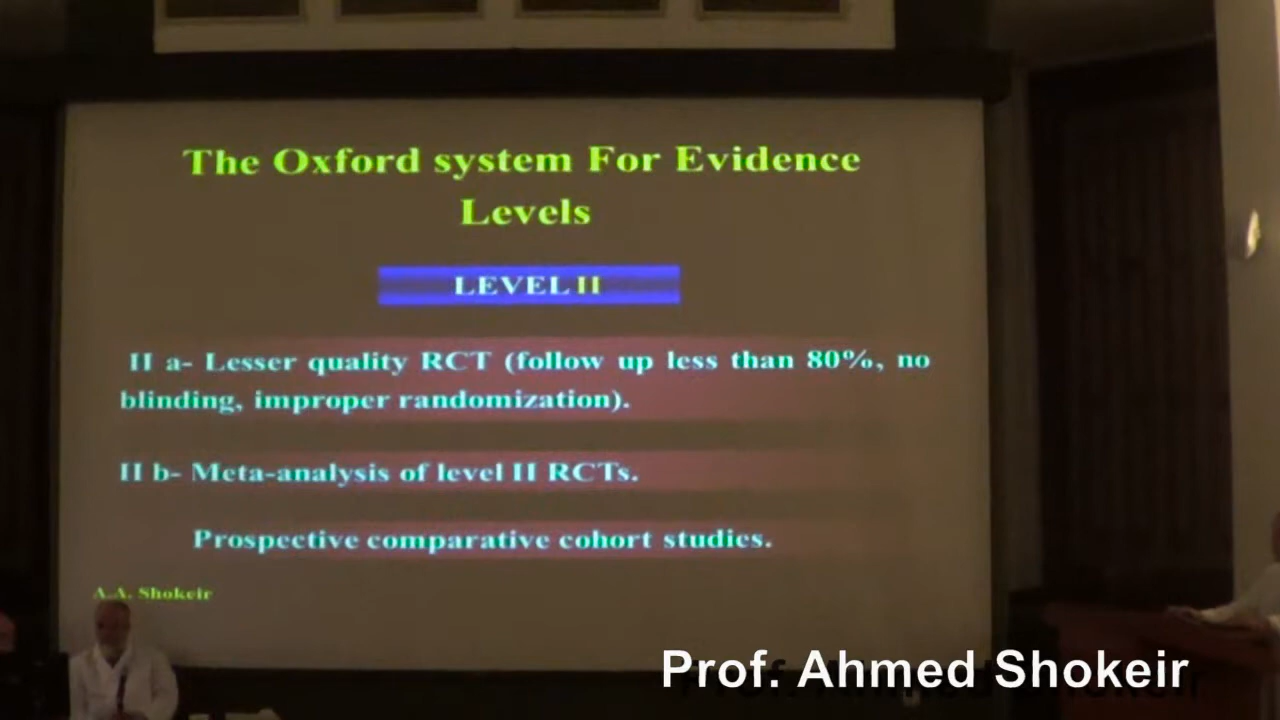 The Oxford system For Evidence
Levels
LEVEL II
II a- Lesser quality RCT (follow up less than 80%, no
blinding, improper randomization).
II b- Meta-analysis of level II RCTs.
Prospective comparative cohort studies.
A.A. Shokeir
Prof. Ahmed Shokeir